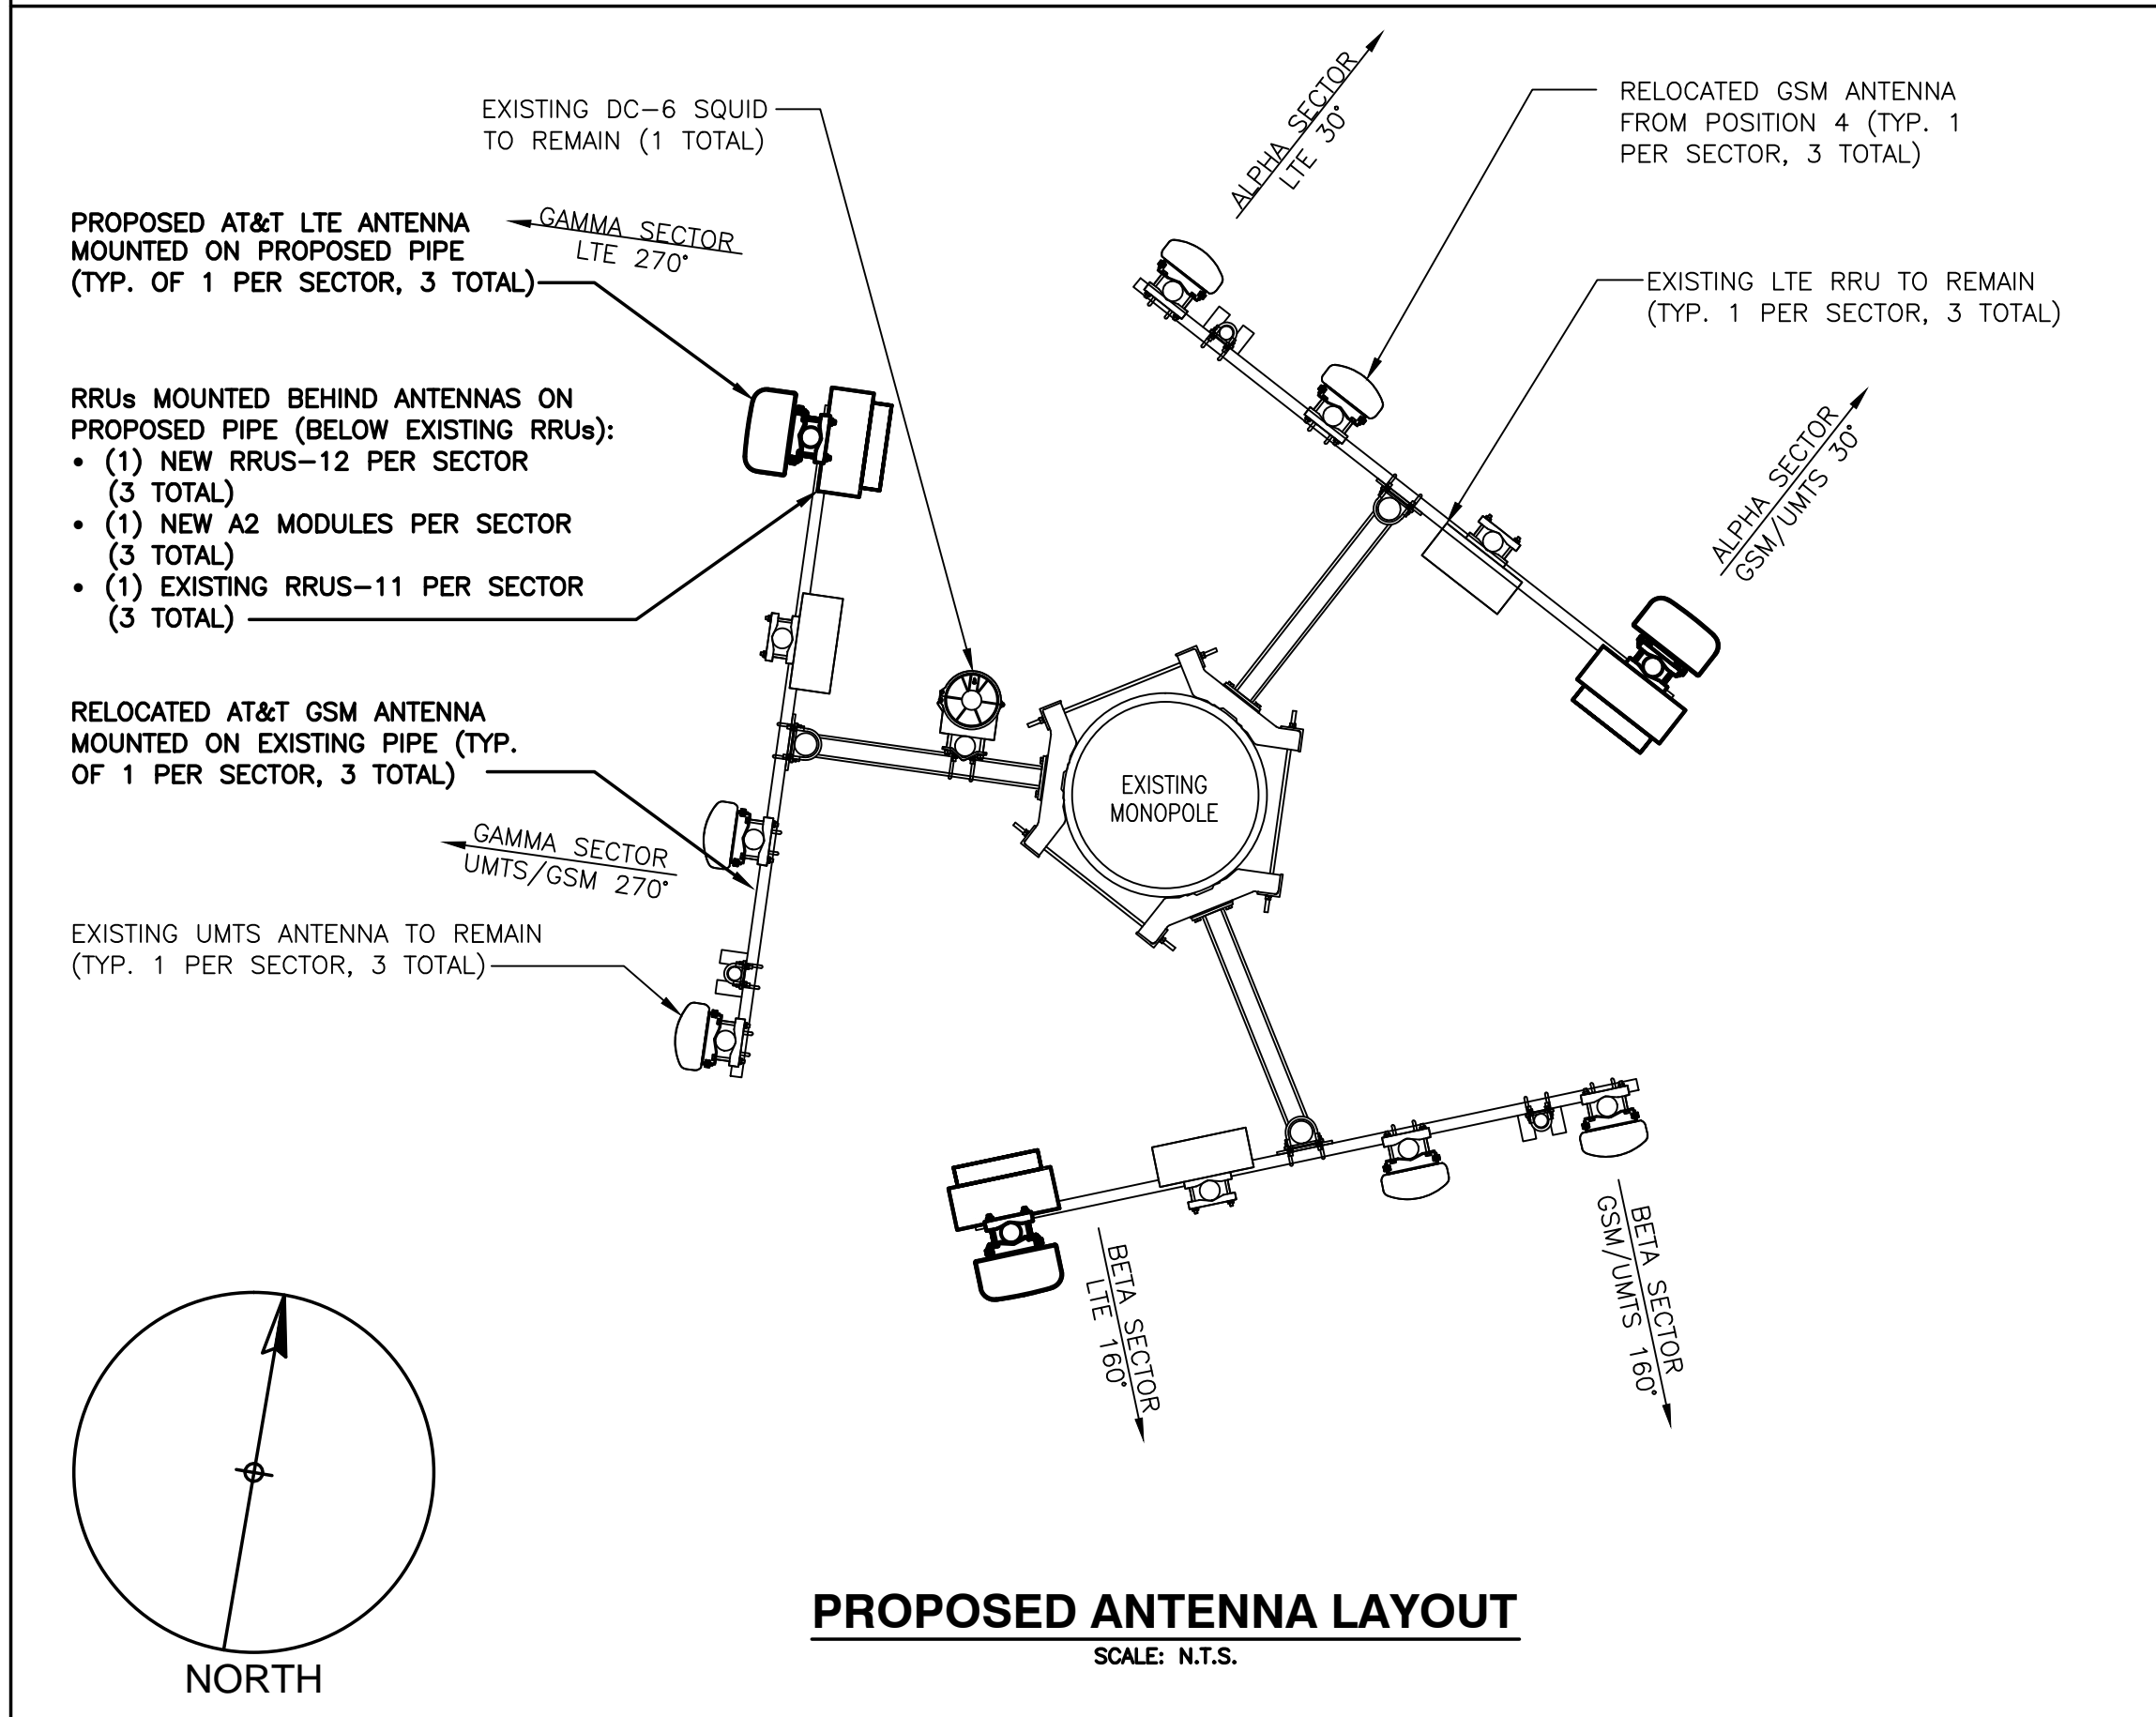 EXISTING DC-6 SQUID
TO REMAIN (1 TOTAL)
ALPHA SECTOR
LTE 30°
RELOCATED GSM ANTENNA
FROM POSITION 4 (TYP. 1
PER SECTOR, 3 TOTAL)
PROPOSED AT&T LTE ANTENNA
MOUNTED ON PROPOSED PIPE
(TYP. OF 1 PER SECTOR, 3 TOTAL)
GAMMA SECTOR
LTE 270°
EXISTING LTE RRU TO REMAIN
(TYP. 1 PER SECTOR, 3 TOTAL)
RRUs MOUNTED BEHIND ANTENNAS ON
PROPOSED PIPE (BELOW EXISTING RRUs):
• (1) NEW RRUS-12 PER SECTOR
(3 TOTAL)
• (1) NEW A2 MODULES PER SECTOR
(3 TOTAL)
• (1) EXISTING RRUS-11 PER SECTOR
(3 TOTAL)
ALPHA SECTOR
GSM/UMTS 30°
RELOCATED AT&T GSM ANTENNA
MOUNTED ON EXISTING PIPE (TYP.
OF 1 PER SECTOR, 3 TOTAL)
EXISTING
MONOPOLE
GAMMA SECTOR
UMTS/GSM 270°
EXISTING UMTS ANTENNA TO REMAIN
(TYP. 1 PER SECTOR, 3 TOTAL)
BETA SECTOR
LTE 160°
BETA SECTOR
GSM/UMTS 160°
NORTH
PROPOSED ANTENNA LAYOUT
SCALE: N.T.S.